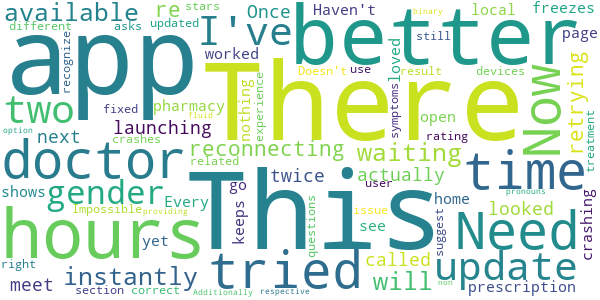 available
re
Once
stars
updated
different
asks
recognize
I've
worked
Haven't
local
still
freezes
page
better
app
There
Now
retrying
two
pharmacy
nothing
experience
Doesn't
use
result
devices
loved
symptoms
open
fixed
launching
crashes
rating
treatment
option
next
doctor
reconnecting
waiting
time
related
actually
shows
gender
Every
twice
home
prescription
go
user
Impossible
providing
fluid
binary
This
hours
keeps
questions
issue
see
suggest
looked
Need
crashing
pronouns
yet
tried
called
will
update
right
instantly
meet
section
correct
Additionally
respective
non